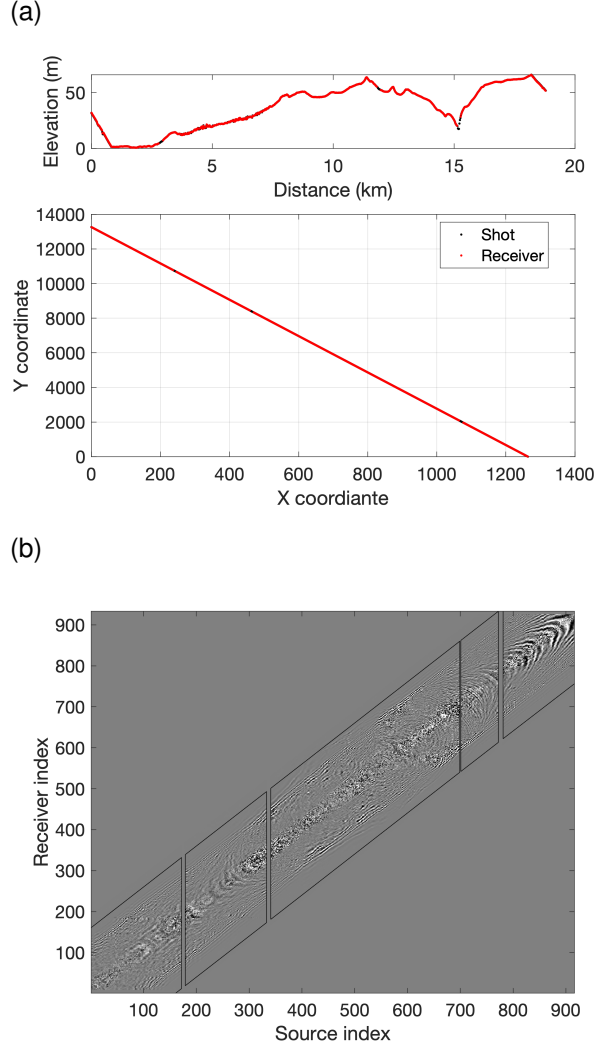 (a)
Elevation (m)
50
0
0 5 10 15 20
Distance (km)
14000
12000
10000
8000
6000
4000
2000
0
Y coordinate
Shot
Receiver
0 200 400 600 800 1000 1200 1400
X coordiante
(b)
900
800
700
600
500
400
300
200
100
Receiver index
100 200 300 400 500 600 700 800 900
Source index